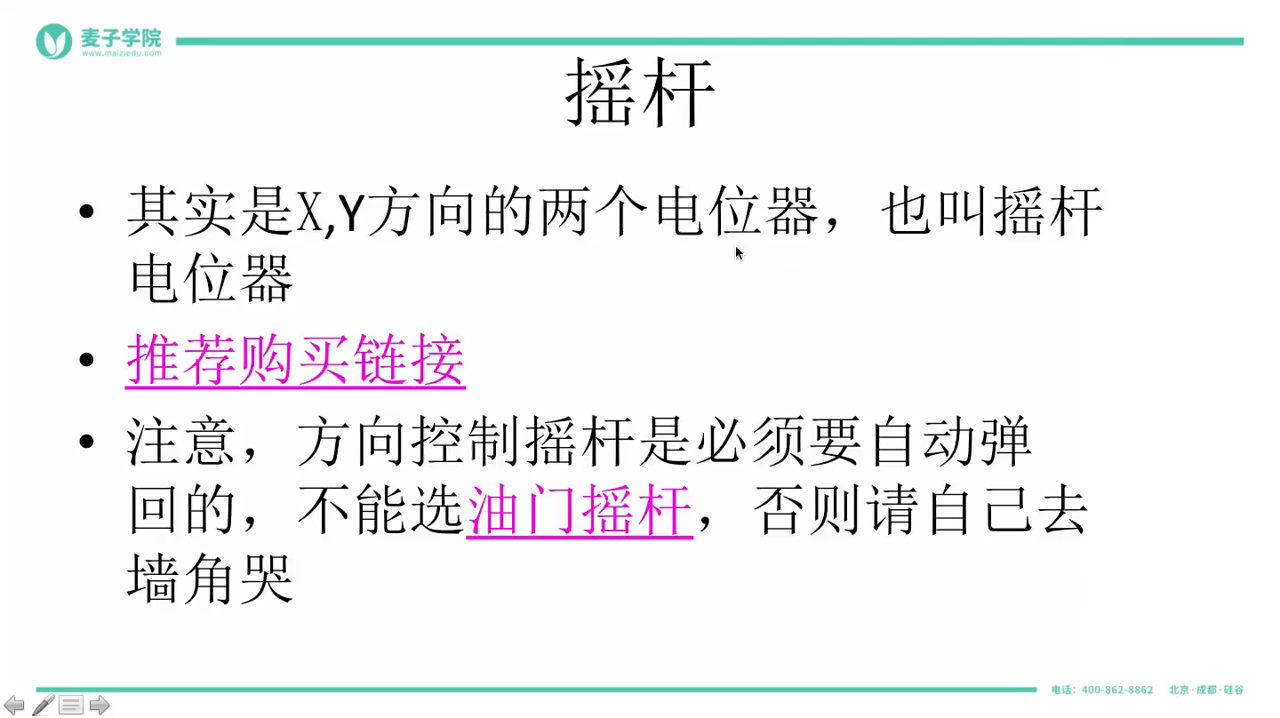 麦子学院
www.maiziedu.com
摇杆
• 其实是X,Y方向的两个电位器，也叫摇杆
电位器
• 推荐购买链接
• 注意，方向控制摇杆是必须要自动弹
回的，不能选油门摇杆，否则请自己去
墙角哭
电话：400-862-8862 北京·成都·硅谷